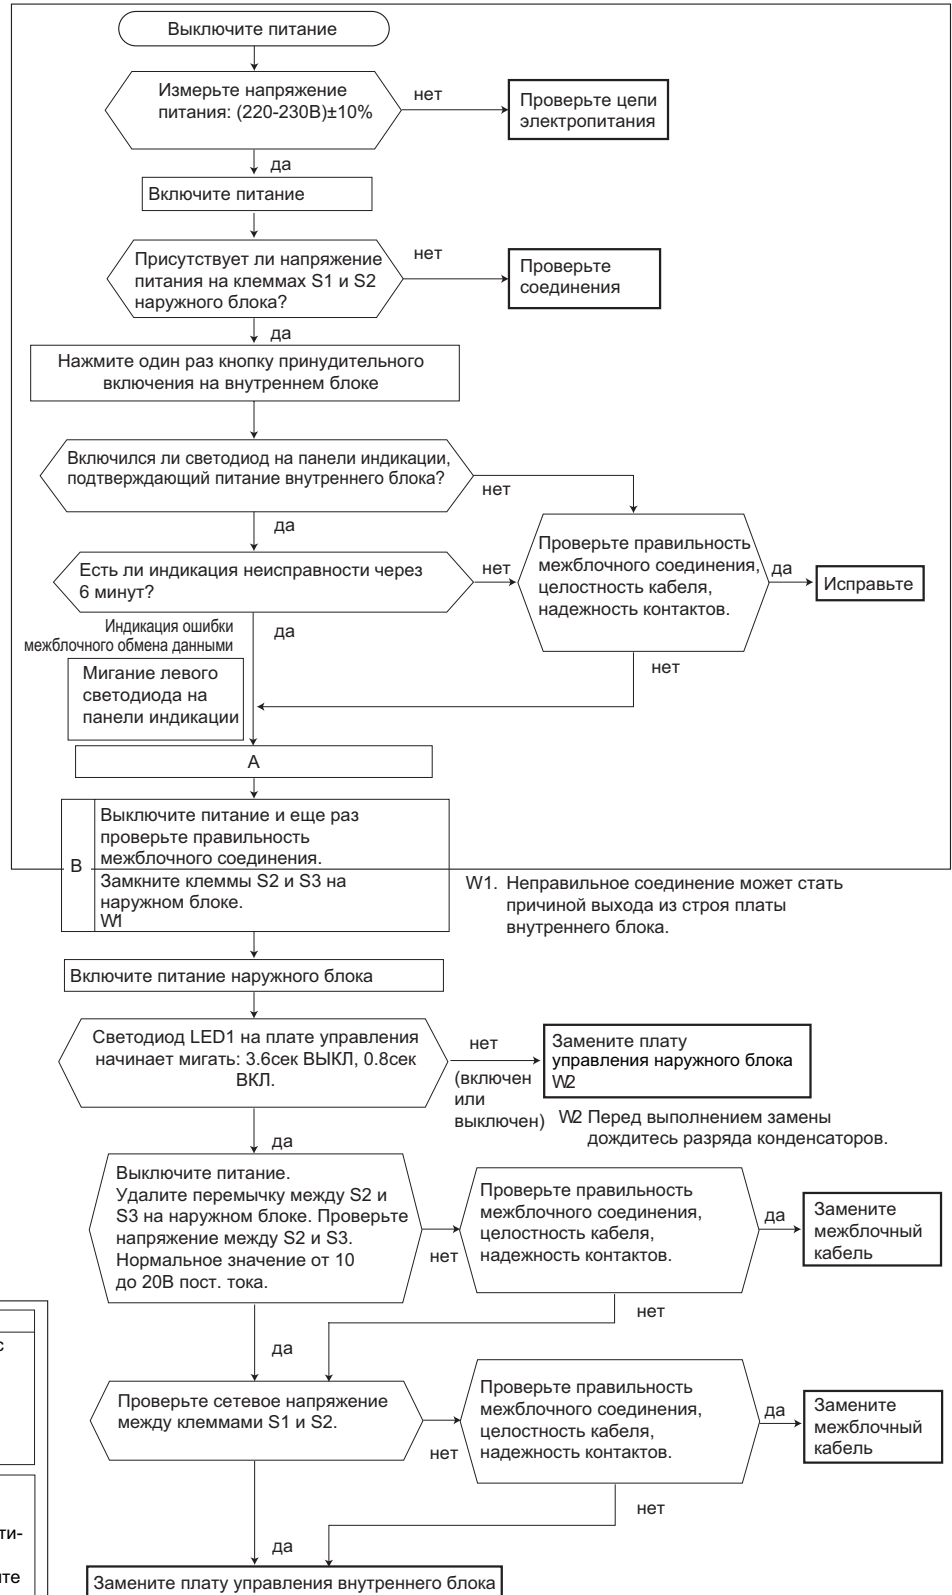 Выключите питание
Измерьте напряжение
питания: (220-230В)±10%
нет
Проверьте цепи
электропитания
да
Включите питание
Присутствует ли напряжение
питания на клеммах S1 и S2
наружного блока?
нет
Проверьте
соединения
да
Нажмите один раз кнопку принудительного
включения на внутреннем блоке
Включился ли светодиод на панели индикации,
подтверждающий питание внутреннего блока?
нет
да
Есть ли индикация неисправности через
6 минут?
нет
Проверьте правильность
межблочного соединения,
целостность кабеля,
надежность контактов.
да
Исправьте
Индикация ошибки
межблочного обмена данными
да
нет
Мигание левого
светодиода на
панели индикации
A
B
Выключите питание и еще раз
проверьте правильность
межблочного соединения.
Замкните клеммы S2 и S3 на
наружном блоке.
W1
W1. Неправильное соединение может стать
причиной выхода из строя платы
внутреннего блока.
Включите питание наружного блока
Светодиод LED1 на плате управления
начинает мигать: 3.6сек ВЫКЛ, 0.8сек
ВКЛ.
нет
(включен
или
выключен)
Замените плату
управления наружного блока
W2
W2 Перед выполнением замены
дождитесь разряда конденсаторов.
да
Выключите питание.
Удалите перемычку между S2 и
S3 на наружном блоке. Проверьте
напряжение между S2 и S3.
Нормальное значение от 10
до 20В пост. тока.
нет
Проверьте правильность
межблочного соединения,
целостность кабеля,
надежность контактов.
да
Замените
межблочный
кабель
нет
да
Проверьте сетевое напряжение
между клеммами S1 и S2.
нет
Проверьте правильность
межблочного соединения,
целостность кабеля,
надежность контактов.
да
Замените
межблочный
кабель
нет
да
Замените плату управления внутреннего блока
с
ти-
те